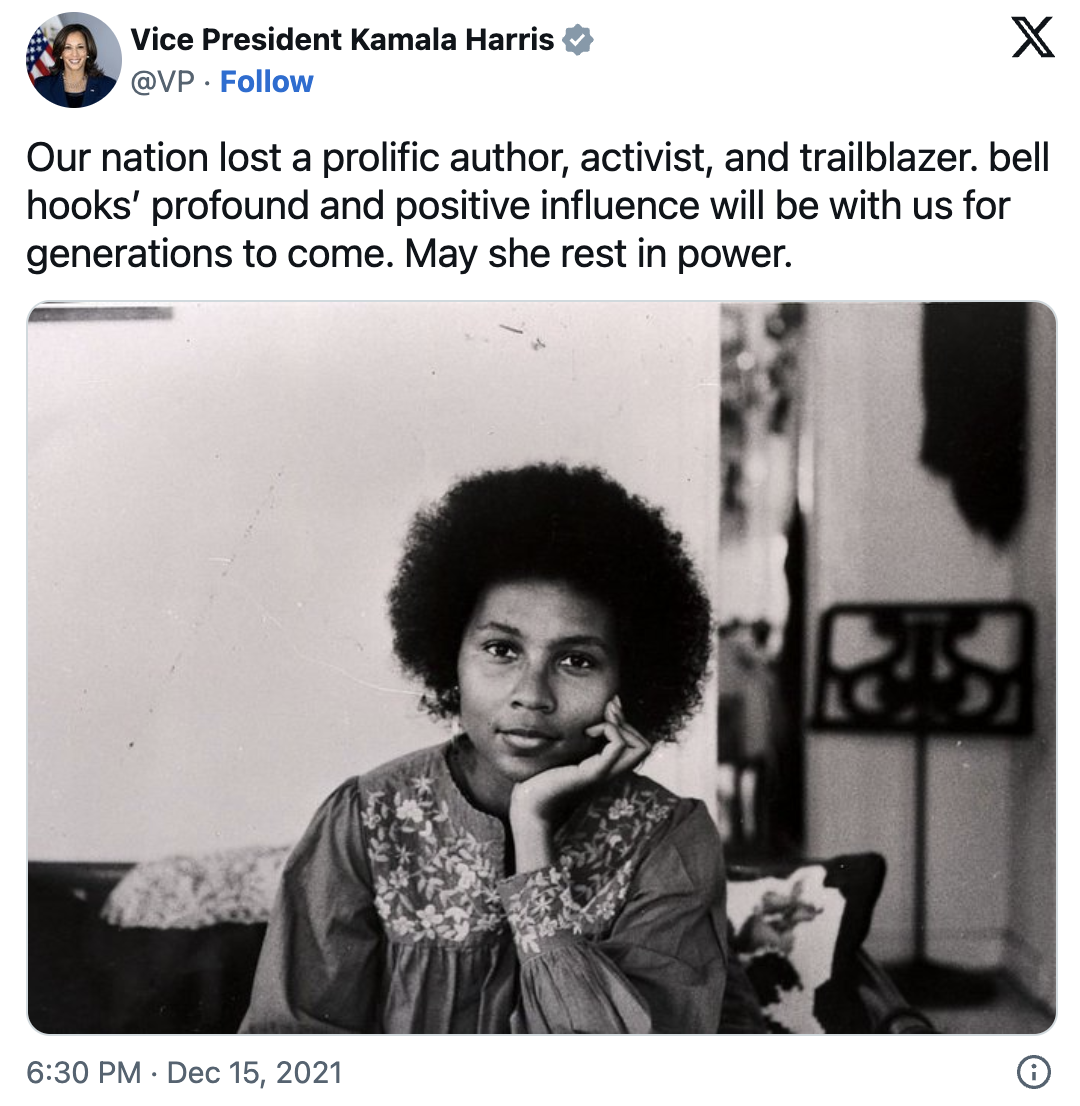 Vice President Kamala Harris
@VP · Follow
Our nation lost a prolific author, activist, and trailblazer. bell
hooks’ profound and positive influence will be with us for
generations to come. May she rest in power.
6:30 PM · Dec 15, 2021